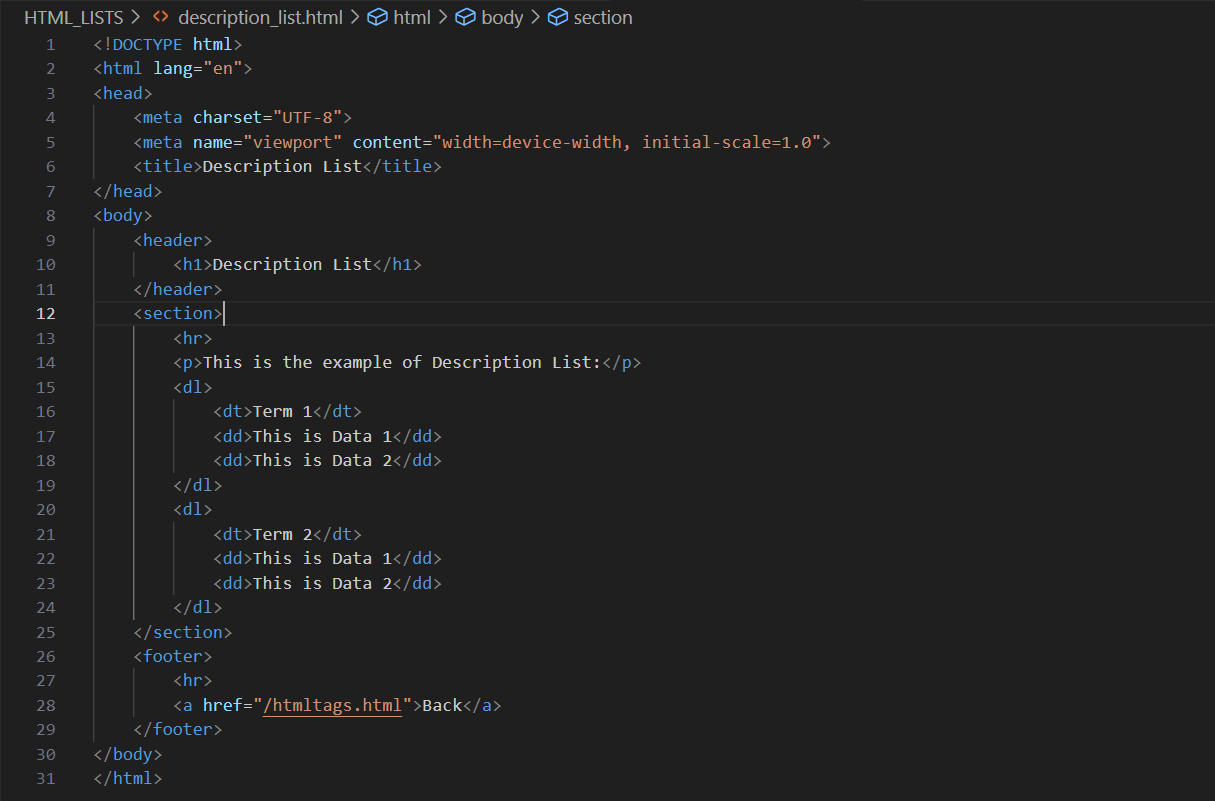 HTML_LISTS > <> description_list.html > html > body > section
1 <!DOCTYPE html>
2 <html lang="en">
3 <head>
4     <meta charset="UTF-8">
5     <meta name="viewport" content="width=device-width, initial-scale=1.0">
6     <title>Description List</title>
7 </head>
8 <body>
9     <header>
10         <h1>Description List</h1>
11     </header>
12     <section>
13         <hr>
14         <p>This is the example of Description List:</p>
15         <dl>
16             <dt>Term 1</dt>
17             <dd>This is Data 1</dd>
18             <dd>This is Data 2</dd>
19         </dl>
20         <dl>
21             <dt>Term 2</dt>
22             <dd>This is Data 1</dd>
23             <dd>This is Data 2</dd>
24         </dl>
25     </section>
26     <footer>
27         <hr>
28         <a href="/htmltags.html">Back</a>
29     </footer>
30 </body>
31 </html>